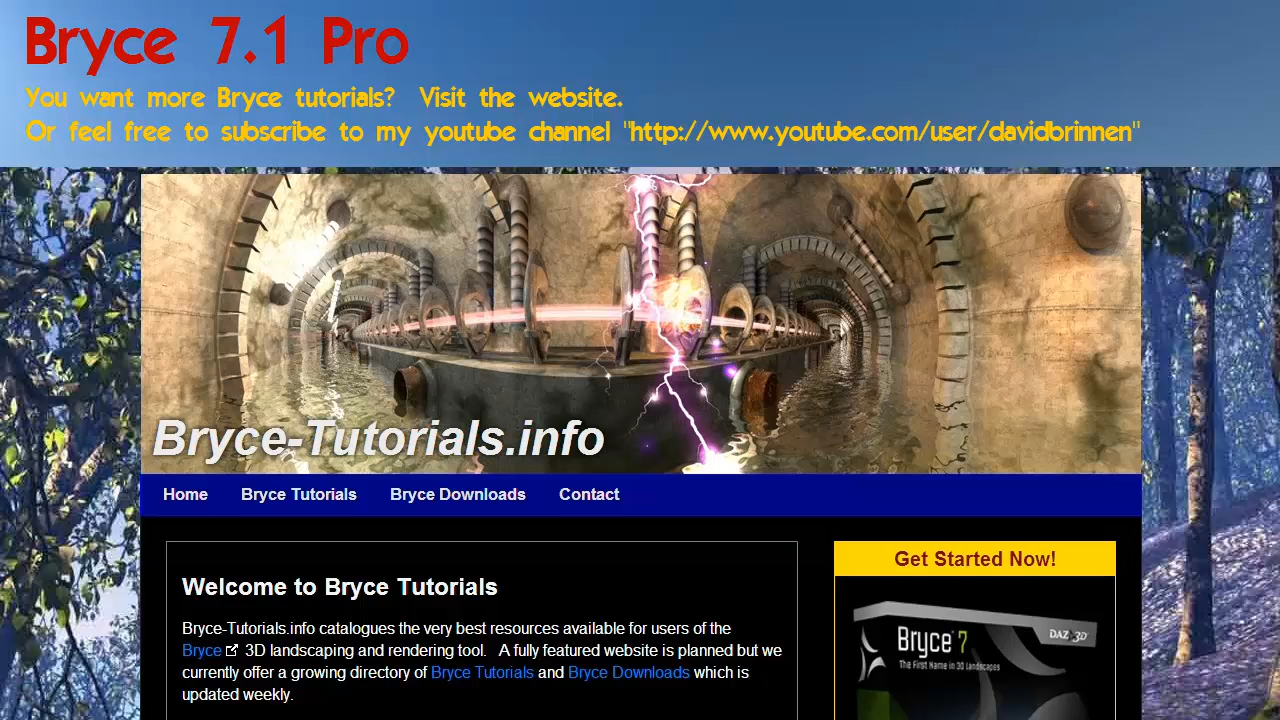 Bryce 7.1 Pro
You want more Bryce tutorials? Visit the website.
Or feel free to subscribe to my youtube channel "http://www.youtube.com/user/davidbrinnen"
Bryce-Tutorials.info
Home Bryce Tutorials Bryce Downloads Contact
Welcome to Bryce Tutorials
Bryce-Tutorials.info catalogues the very best resources available for users of the
Bryce 3D landscaping and rendering tool. A fully featured website is planned but we
currently offer a growing directory of Bryce Tutorials and Bryce Downloads which is
updated weekly.
Get Started Now!
DAZ 3D
Bryce 7
The First Name in 3D Landscapes